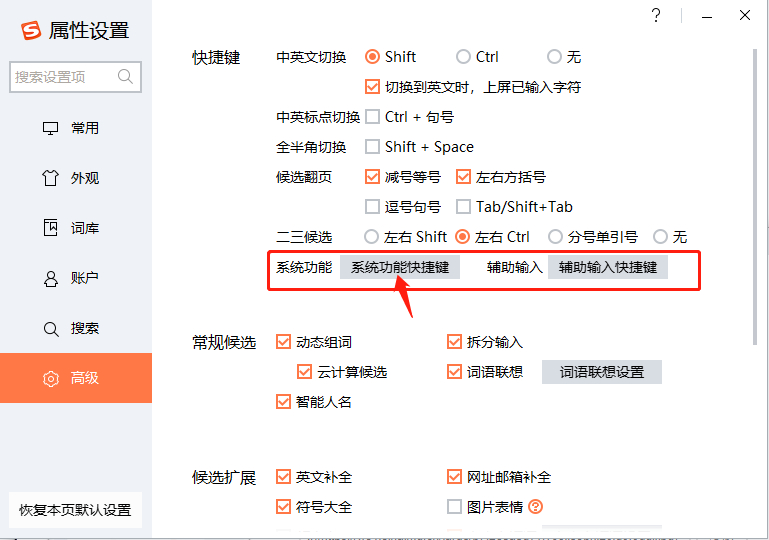 属性设置
?
搜索设置项
常用
外观
词库
账户
搜索
高级
恢复本页默认设置
快捷键 中英文切换 Shift Ctrl 无
切换到英文时，上屏已输入字符
中英标点切换 Ctrl + 句号
全半角切换 Shift + Space
候选翻页 减号等号 左右方括号
逗号句号 Tab/Shift+Tab
二三候选 左右 Shift 左右 Ctrl 分号单引号 无
系统功能 系统功能快捷键 辅助输入 辅助输入快捷键
常规候选 动态组词 拆分输入
云计算候选 词语联想 词语联想设置
智能人名
候选扩展 英文补全 网址邮箱补全
符号大全 图片表情 ?